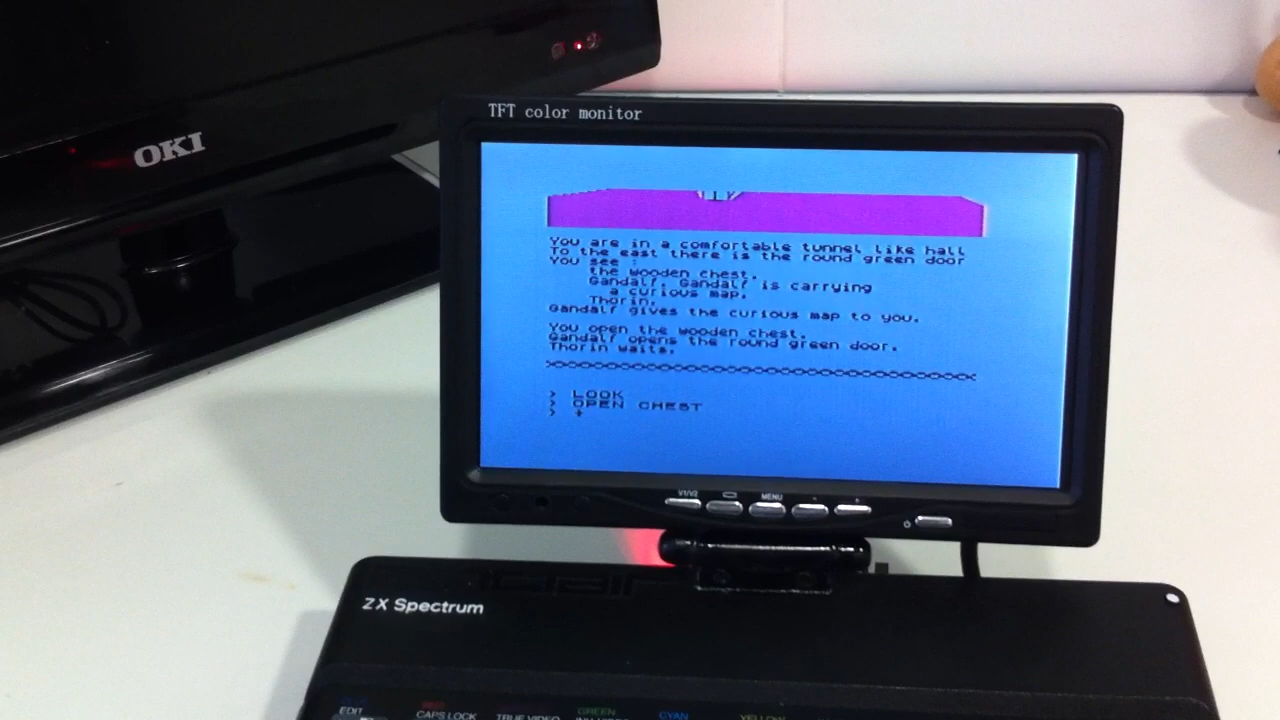 OKI
TFT color monitor
You are in a comfortable tunnel like hall
To the east there is the round green door
You see :
the wooden chest.
Gandalf. Gandalf is carrying
a curious map.
Thorin.
Gandalf gives the curious map to you.
You open the wooden chest.
Gandalf opens the round green door.
Thorin waits.
> LOOK
> OPEN CHEST
> +
V1/V2
MENU
-
+
ZX Spectrum
EDIT
CAPS LOCK
TRUE VIDEO
GREEN
CYAN
YELLOW